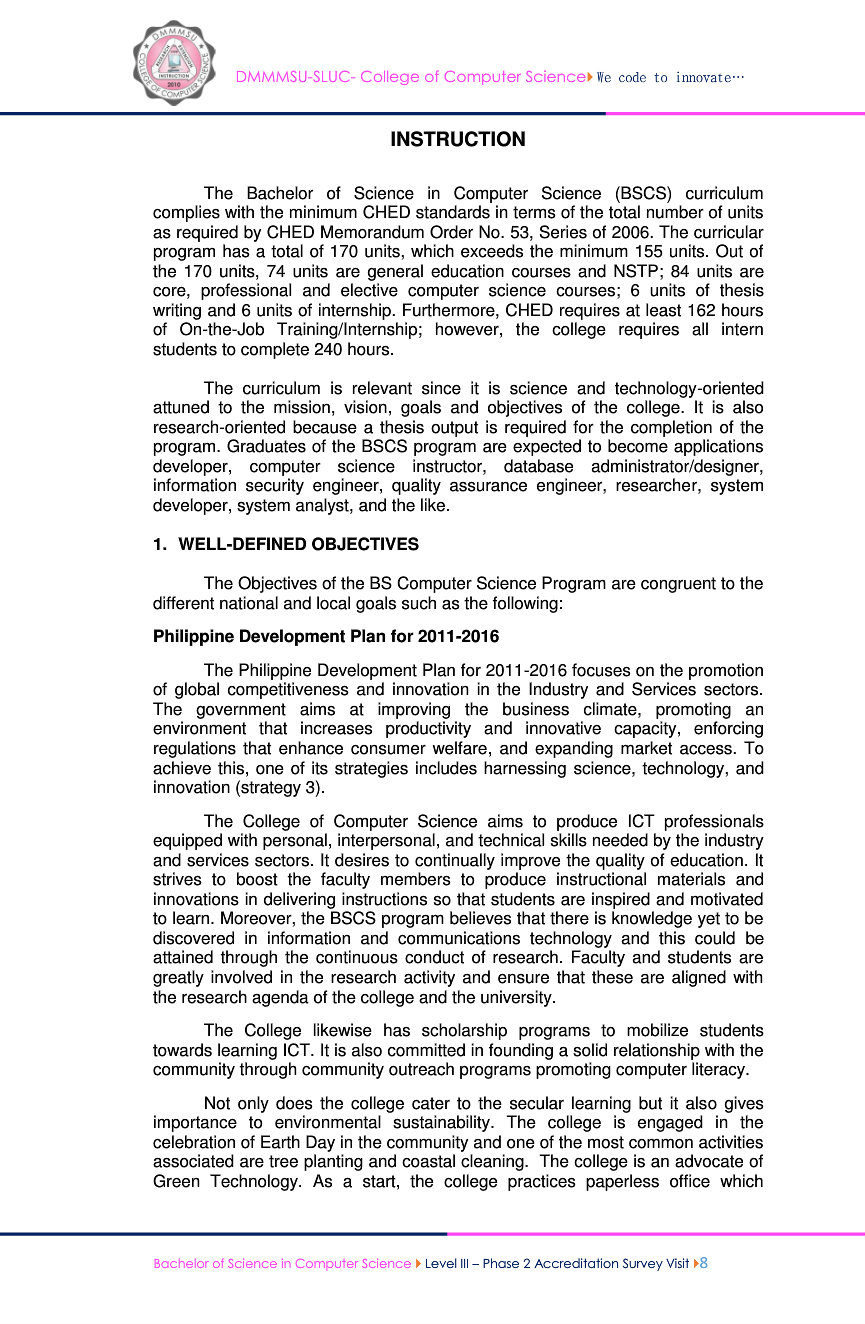 DMMMSU
RESEARCH
EXTENSION
INSTRUCTION
2010
COLLEGE OF COMPUTER SCIENCE
DMMMSU-SLUC- College of Computer Science We code to innovate…
INSTRUCTION
The Bachelor of Science in Computer Science (BSCS) curriculum
complies with the minimum CHED standards in terms of the total number of units
as required by CHED Memorandum Order No. 53, Series of 2006. The curricular
program has a total of 170 units, which exceeds the minimum 155 units. Out of
the 170 units, 74 units are general education courses and NSTP; 84 units are
core, professional and elective computer science courses; 6 units of thesis
writing and 6 units of internship. Furthermore, CHED requires at least 162 hours
of On-the-Job Training/Internship; however, the college requires all intern
students to complete 240 hours.
The curriculum is relevant since it is science and technology-oriented
attuned to the mission, vision, goals and objectives of the college. It is also
research-oriented because a thesis output is required for the completion of the
program. Graduates of the BSCS program are expected to become applications
developer, computer science instructor, database administrator/designer,
information security engineer, quality assurance engineer, researcher, system
developer, system analyst, and the like.
1. WELL-DEFINED OBJECTIVES
The Objectives of the BS Computer Science Program are congruent to the
different national and local goals such as the following:
Philippine Development Plan for 2011-2016
The Philippine Development Plan for 2011-2016 focuses on the promotion
of global competitiveness and innovation in the Industry and Services sectors.
The government aims at improving the business climate, promoting an
environment that increases productivity and innovative capacity, enforcing
regulations that enhance consumer welfare, and expanding market access. To
achieve this, one of its strategies includes harnessing science, technology, and
innovation (strategy 3).
The College of Computer Science aims to produce ICT professionals
equipped with personal, interpersonal, and technical skills needed by the industry
and services sectors. It desires to continually improve the quality of education. It
strives to boost the faculty members to produce instructional materials and
innovations in delivering instructions so that students are inspired and motivated
to learn. Moreover, the BSCS program believes that there is knowledge yet to be
discovered in information and communications technology and this could be
attained through the continuous conduct of research. Faculty and students are
greatly involved in the research activity and ensure that these are aligned with
the research agenda of the college and the university.
The College likewise has scholarship programs to mobilize students
towards learning ICT. It is also committed in founding a solid relationship with the
community through community outreach programs promoting computer literacy.
Not only does the college cater to the secular learning but it also gives
importance to environmental sustainability. The college is engaged in the
celebration of Earth Day in the community and one of the most common activities
associated are tree planting and coastal cleaning. The college is an advocate of
Green Technology. As a start, the college practices paperless office which
Bachelor of Science in Computer Science Level III – Phase 2 Accreditation Survey Visit 8